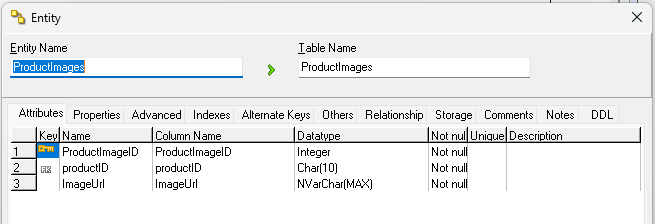 Entity
Entity Name Table Name
ProductImages ProductImages
Attributes Properties Advanced Indexes Alternate Keys Others Relationship Storage Comments Notes DDL
Key Name Column Name Datatype Not nul Unique Description
1 ProductImageID ProductImageID Integer Not null
2 FK productID productID Char(10) Not null
3 ImageUrl ImageUrl NVarChar(MAX) Not null